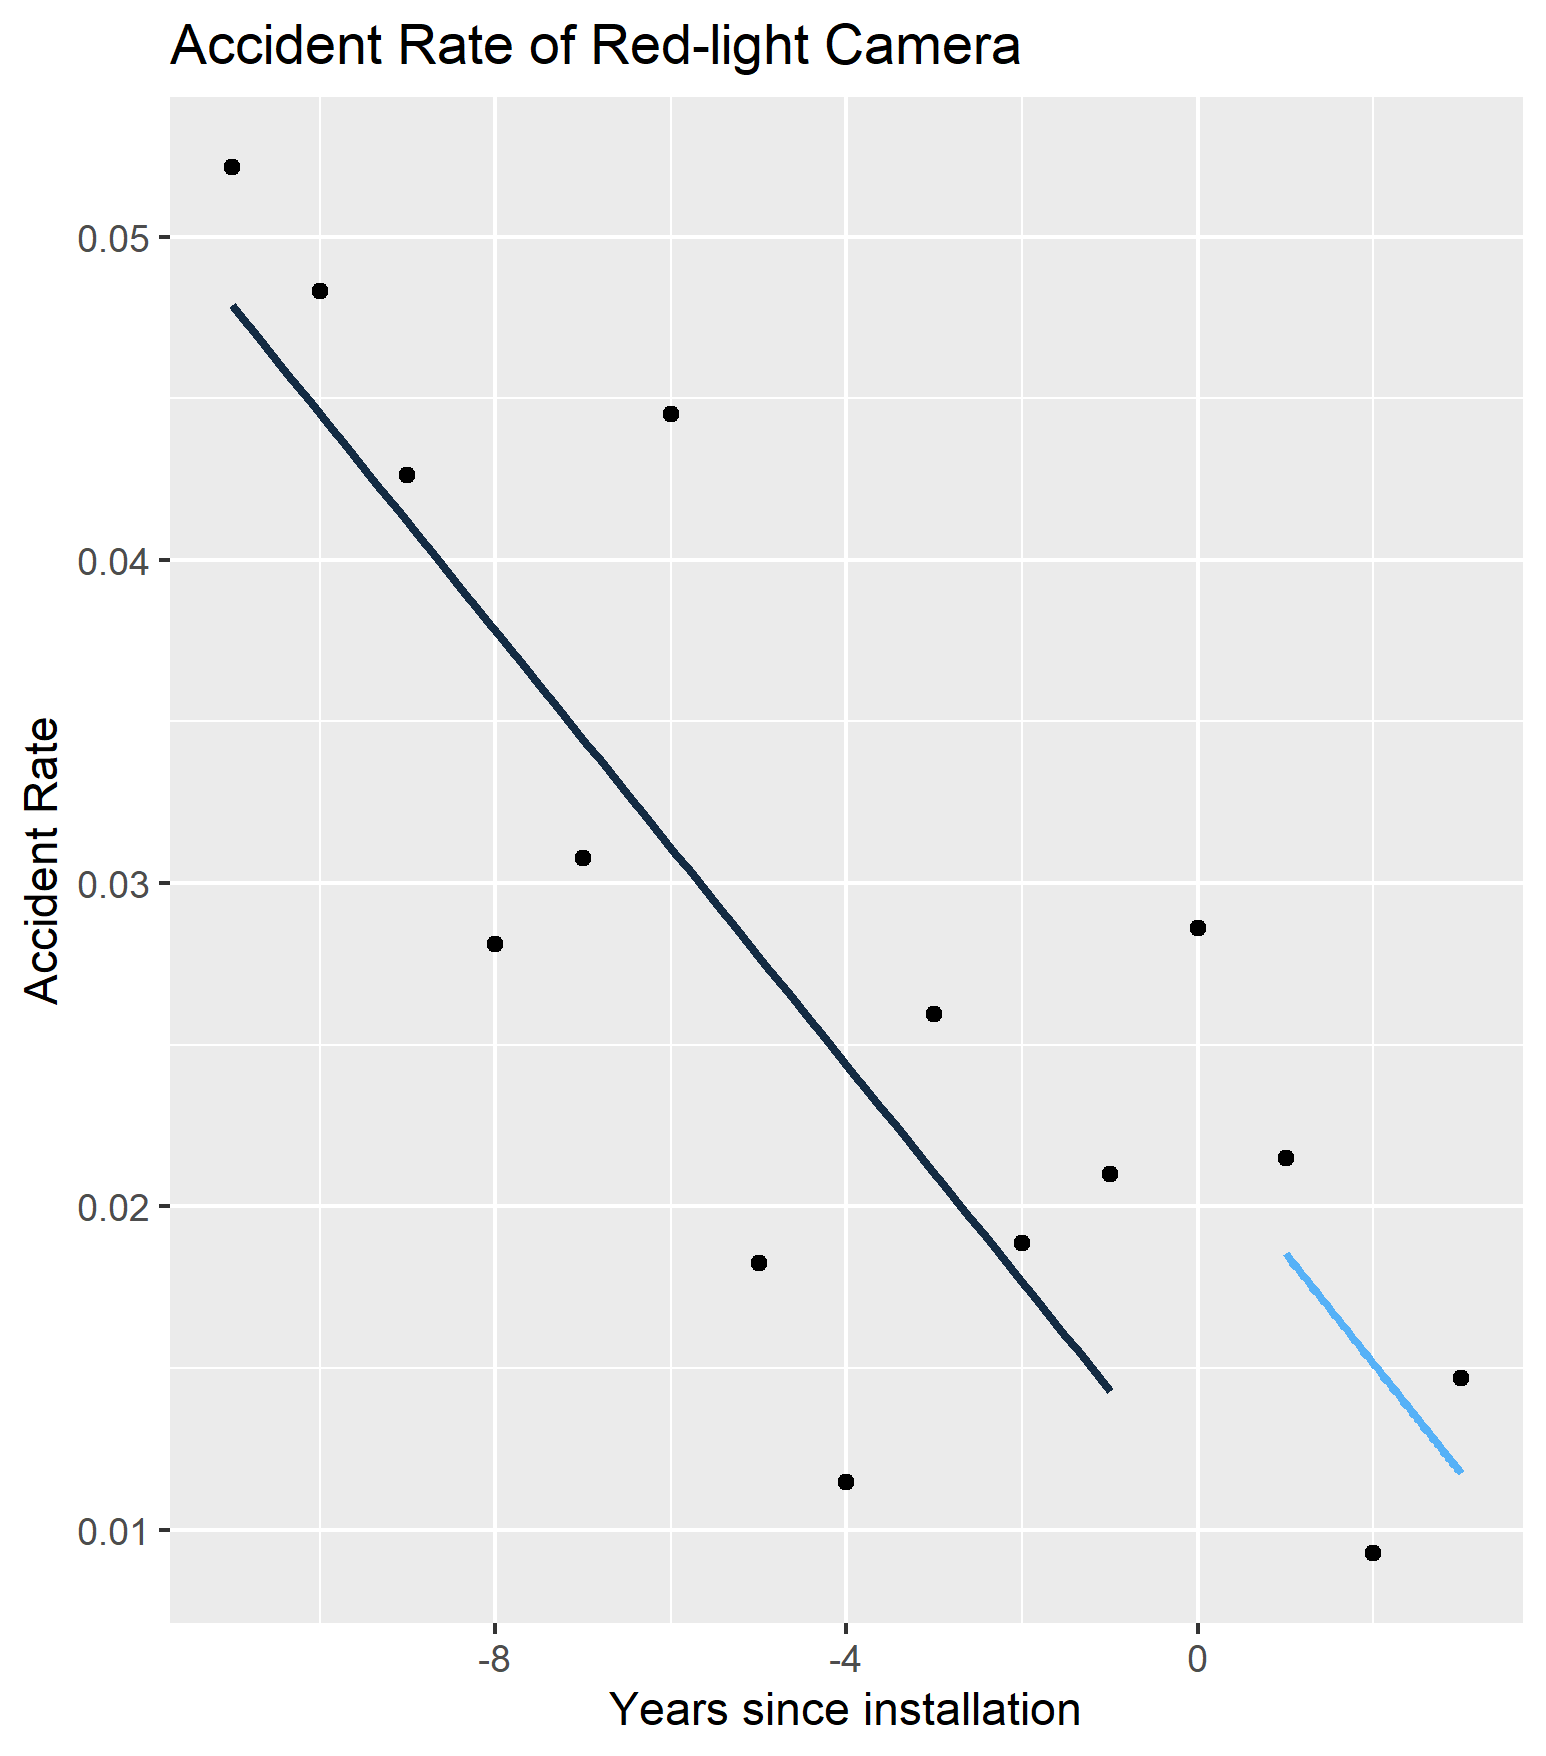 Accident Rate of Red-light Camera
0.05
0.04
0.03
0.02
0.01
Accident Rate
-8 -4 0
Years since installation